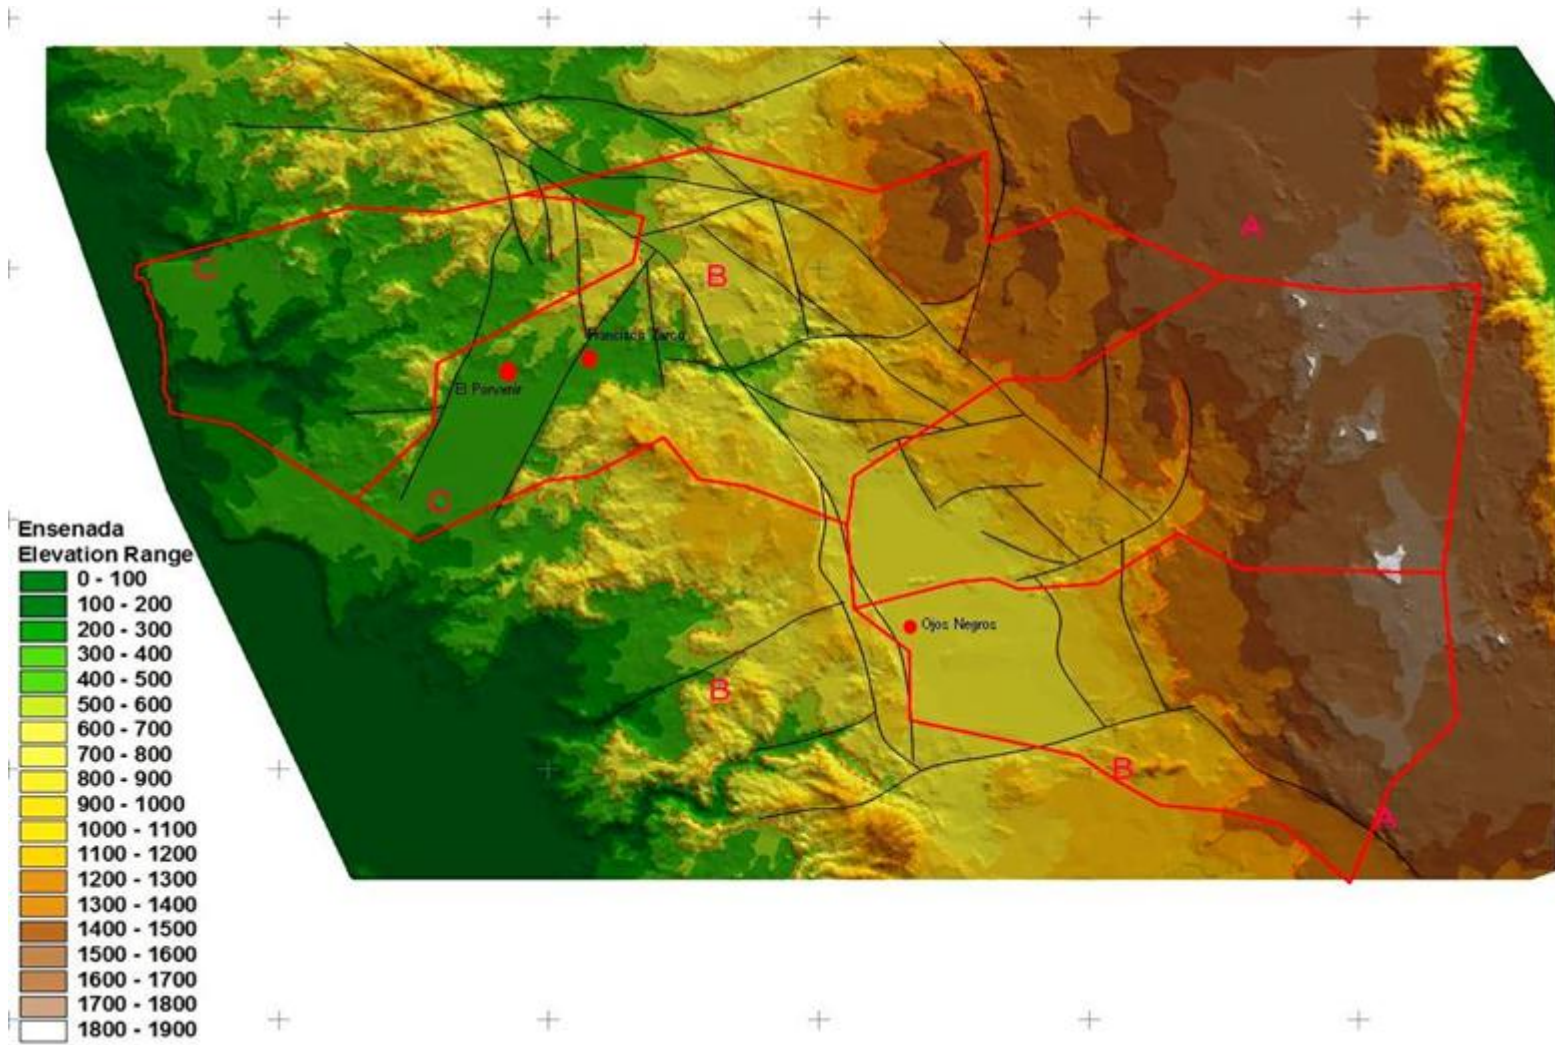 A
C
B
Francisco Zarco
El Porvenir
C
Ojos Negros
B
B
A
Ensenada
Elevation Range
0 - 100
100 - 200
200 - 300
300 - 400
400 - 500
500 - 600
600 - 700
700 - 800
800 - 900
900 - 1000
1000 - 1100
1100 - 1200
1200 - 1300
1300 - 1400
1400 - 1500
1500 - 1600
1600 - 1700
1700 - 1800
1800 - 1900